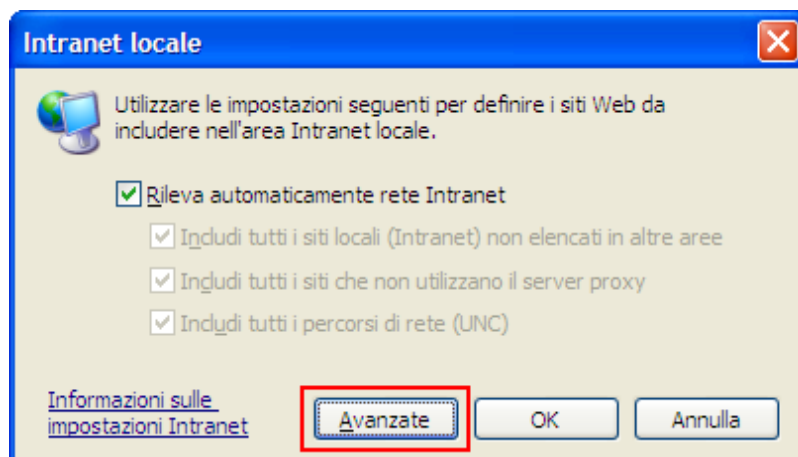 Intranet locale
Utilizzare le impostazioni seguenti per definire i siti Web da
includere nell'area Intranet locale.
Rileva automaticamente rete Intranet
Includi tutti i siti locali (Intranet) non elencati in altre aree
Includi tutti i siti che non utilizzano il server proxy
Includi tutti i percorsi di rete (UNC)
Informazioni sulle
impostazioni Intranet
Avanzate
OK
Annulla